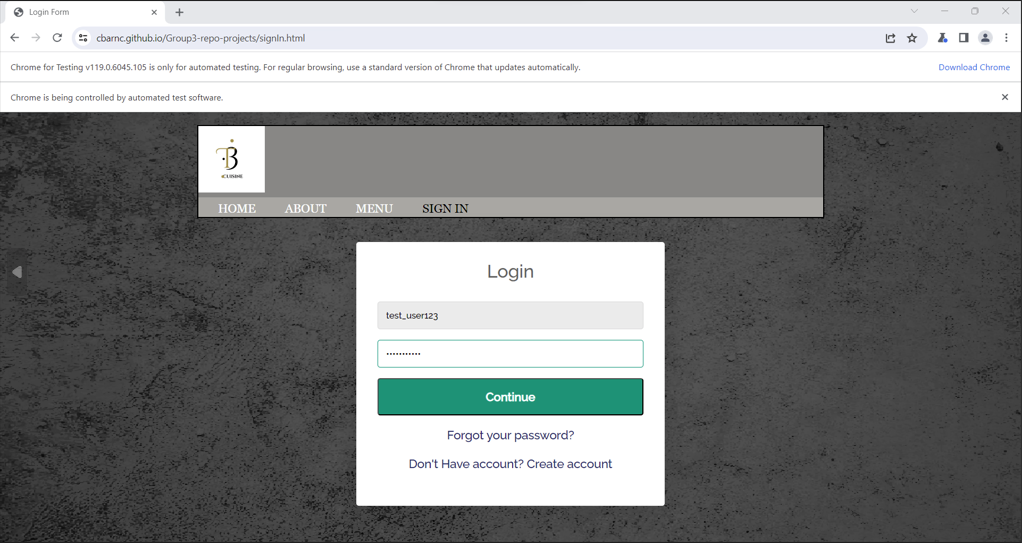 Login Form
cbarnc.github.io/Group3-repo-projects/signIn.html
Chrome for Testing v119.0.6045.105 is only for automated testing. For regular browsing, use a standard version of Chrome that updates automatically.
Download Chrome
Chrome is being controlled by automated test software.
B
CUISINE
HOME ABOUT MENU SIGN IN
Login
test_user123
•••••••••••
Continue
Forgot your password?
Don't Have account? Create account